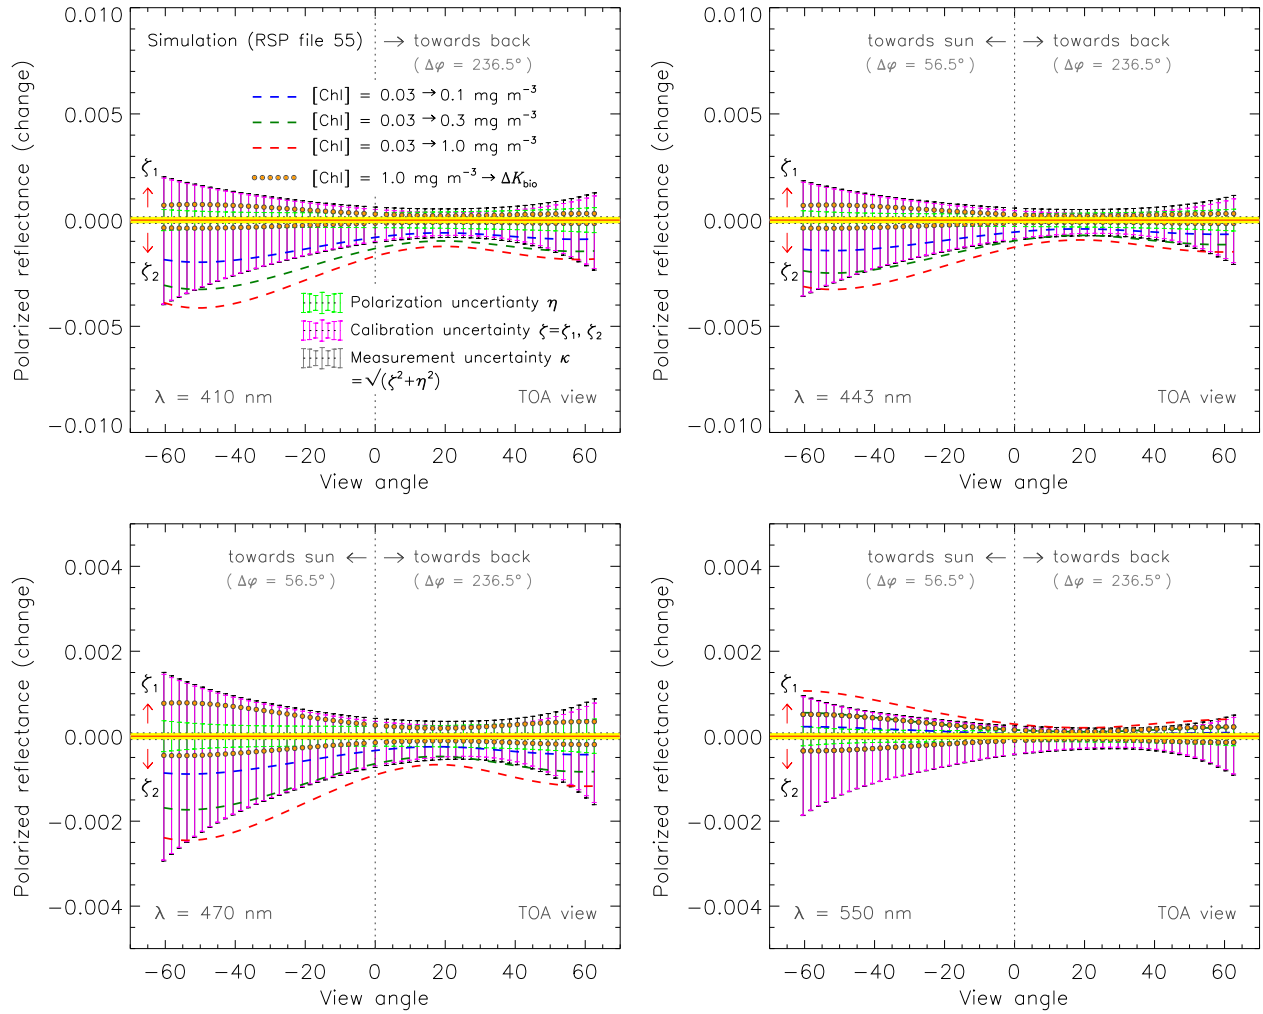 Polarized reflectance (change)
0.010
0.005
0.000
−0.005
−0.010
Simulation (RSP file 55)
→ towards back
(Δφ = 236.5°)
[Chl] = 0.03→0.1 mg m⁻³
[Chl] = 0.03→0.3 mg m⁻³
[Chl] = 0.03→1.0 mg m⁻³
[Chl] = 1.0 mg m⁻³→ΔK_bio
ζ₁
ζ₂
Polarization uncertianty η
Calibration uncertainty ζ=ζ₁, ζ₂
Measurement uncertainty κ
=√(ζ²+η²)
λ = 410 nm
TOA view
−60 −40 −20 0 20 40 60
View angle
Polarized reflectance (change)
0.010
0.005
0.000
−0.005
−0.010
towards sun ← → towards back
(Δφ = 56.5°) (Δφ = 236.5°)
ζ₁
ζ₂
λ = 443 nm
TOA view
−60 −40 −20 0 20 40 60
View angle
Polarized reflectance (change)
0.004
0.002
0.000
−0.002
−0.004
towards sun ← → towards back
(Δφ = 56.5°) (Δφ = 236.5°)
ζ₁
ζ₂
λ = 470 nm
TOA view
−60 −40 −20 0 20 40 60
View angle
Polarized reflectance (change)
0.004
0.002
0.000
−0.002
−0.004
towards sun ← → towards back
(Δφ = 56.5°) (Δφ = 236.5°)
ζ₁
ζ₂
λ = 550 nm
TOA view
−60 −40 −20 0 20 40 60
View angle